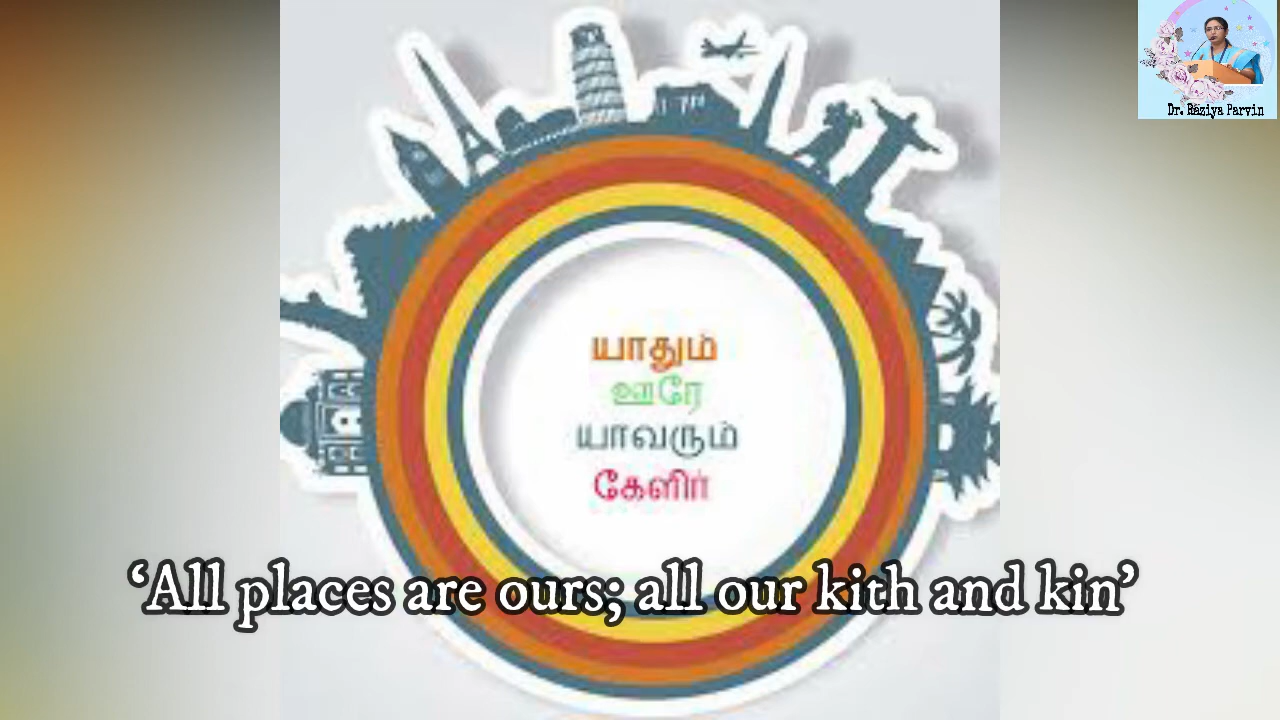 Dr. Raziya Parvin
யாதும்
ஊரே
யாவரும்
கேளிர்
‘All places are ours; all our kith and kin’